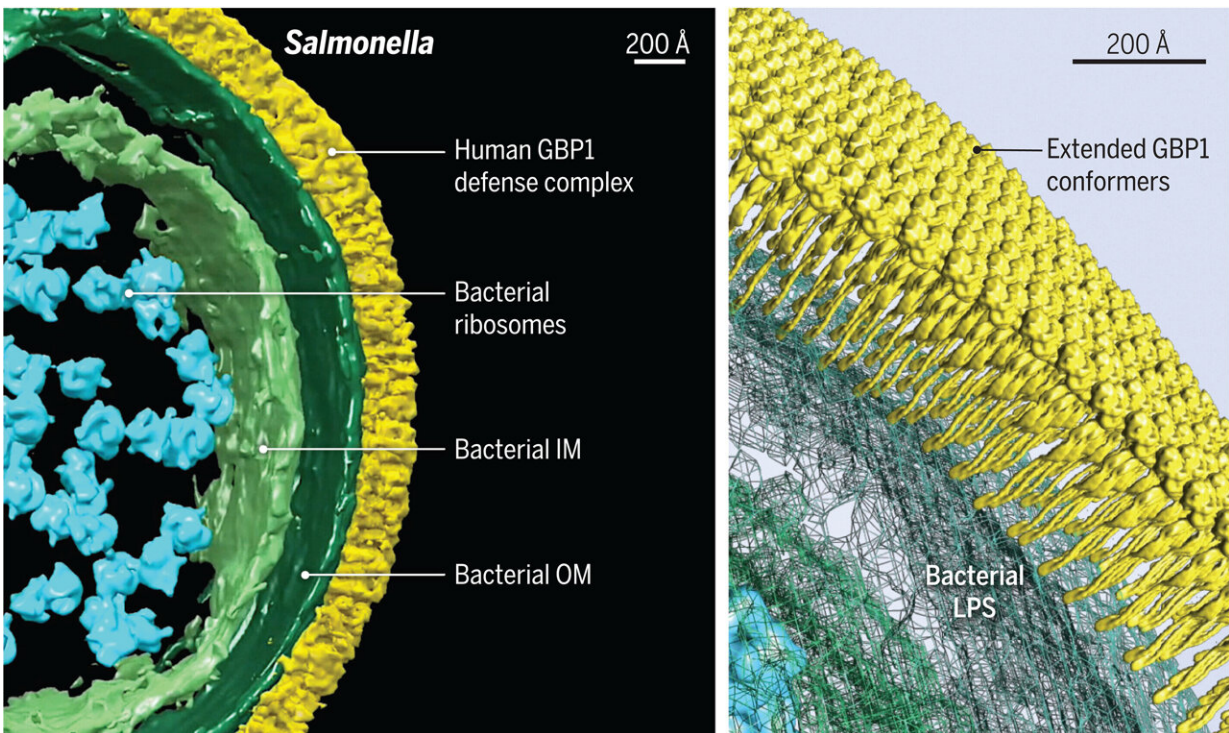 Salmonella
200 Å
Human GBP1
defense complex
Bacterial
ribosomes
Bacterial IM
Bacterial OM
200 Å
Extended GBP1
conformers
Bacterial
LPS